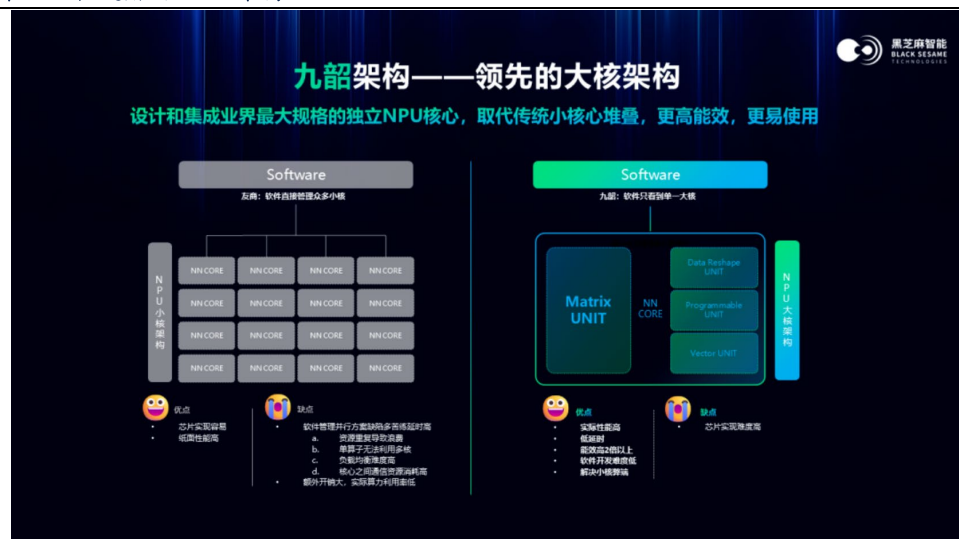 黑芝麻智能
BLACK SESAME
TECHNOLOGIES
九韶架构——领先的大核架构
设计和集成业界最大规格的独立NPU核心，取代传统小核心堆叠，更高能效，更易使用
Software
友商：软件直接管理众多小核
NPU小核架构
NN CORE NN CORE NN CORE NN CORE
NN CORE NN CORE NN CORE NN CORE
NN CORE NN CORE NN CORE NN CORE
NN CORE NN CORE NN CORE NN CORE
优点
• 芯片实现容易
• 纸面性能高
缺点
• 软件管理并行方案缺陷多苦练延时高
a. 资源重复导致浪费
b. 单算子无法利用多核
c. 负载均衡难度高
d. 核心之间通信资源消耗高
• 额外开销大，实际算力利用率低
Software
九韶：软件只看到单一大核
Matrix
UNIT
NN
CORE
Data Reshape
UNIT
Programmable
UNIT
Vector UNIT
NPU大核架构
优点
• 实际性能高
• 低延时
• 能效高2倍以上
• 软件开发难度低
• 解决小核弊端
缺点
• 芯片实现难度高